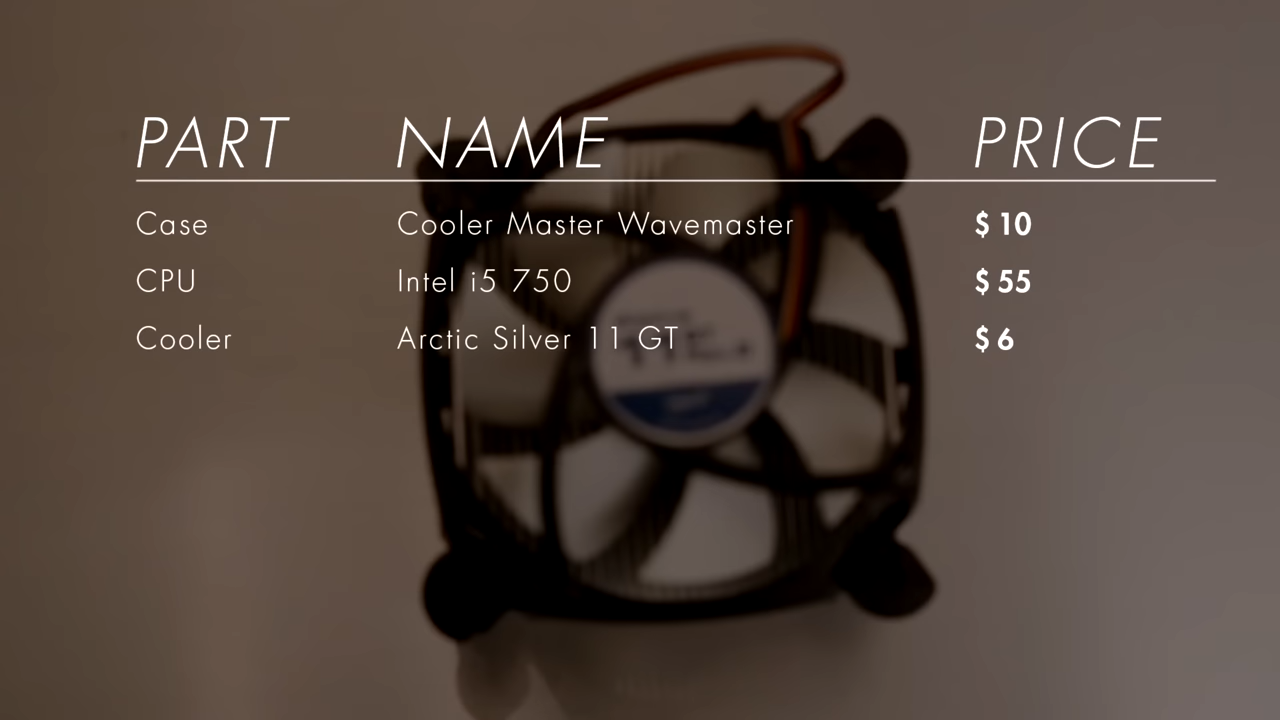 PART NAME PRICE
Case Cooler Master Wavemaster $ 10
CPU Intel i5 750 $ 55
Cooler Arctic Silver 11 GT $ 6